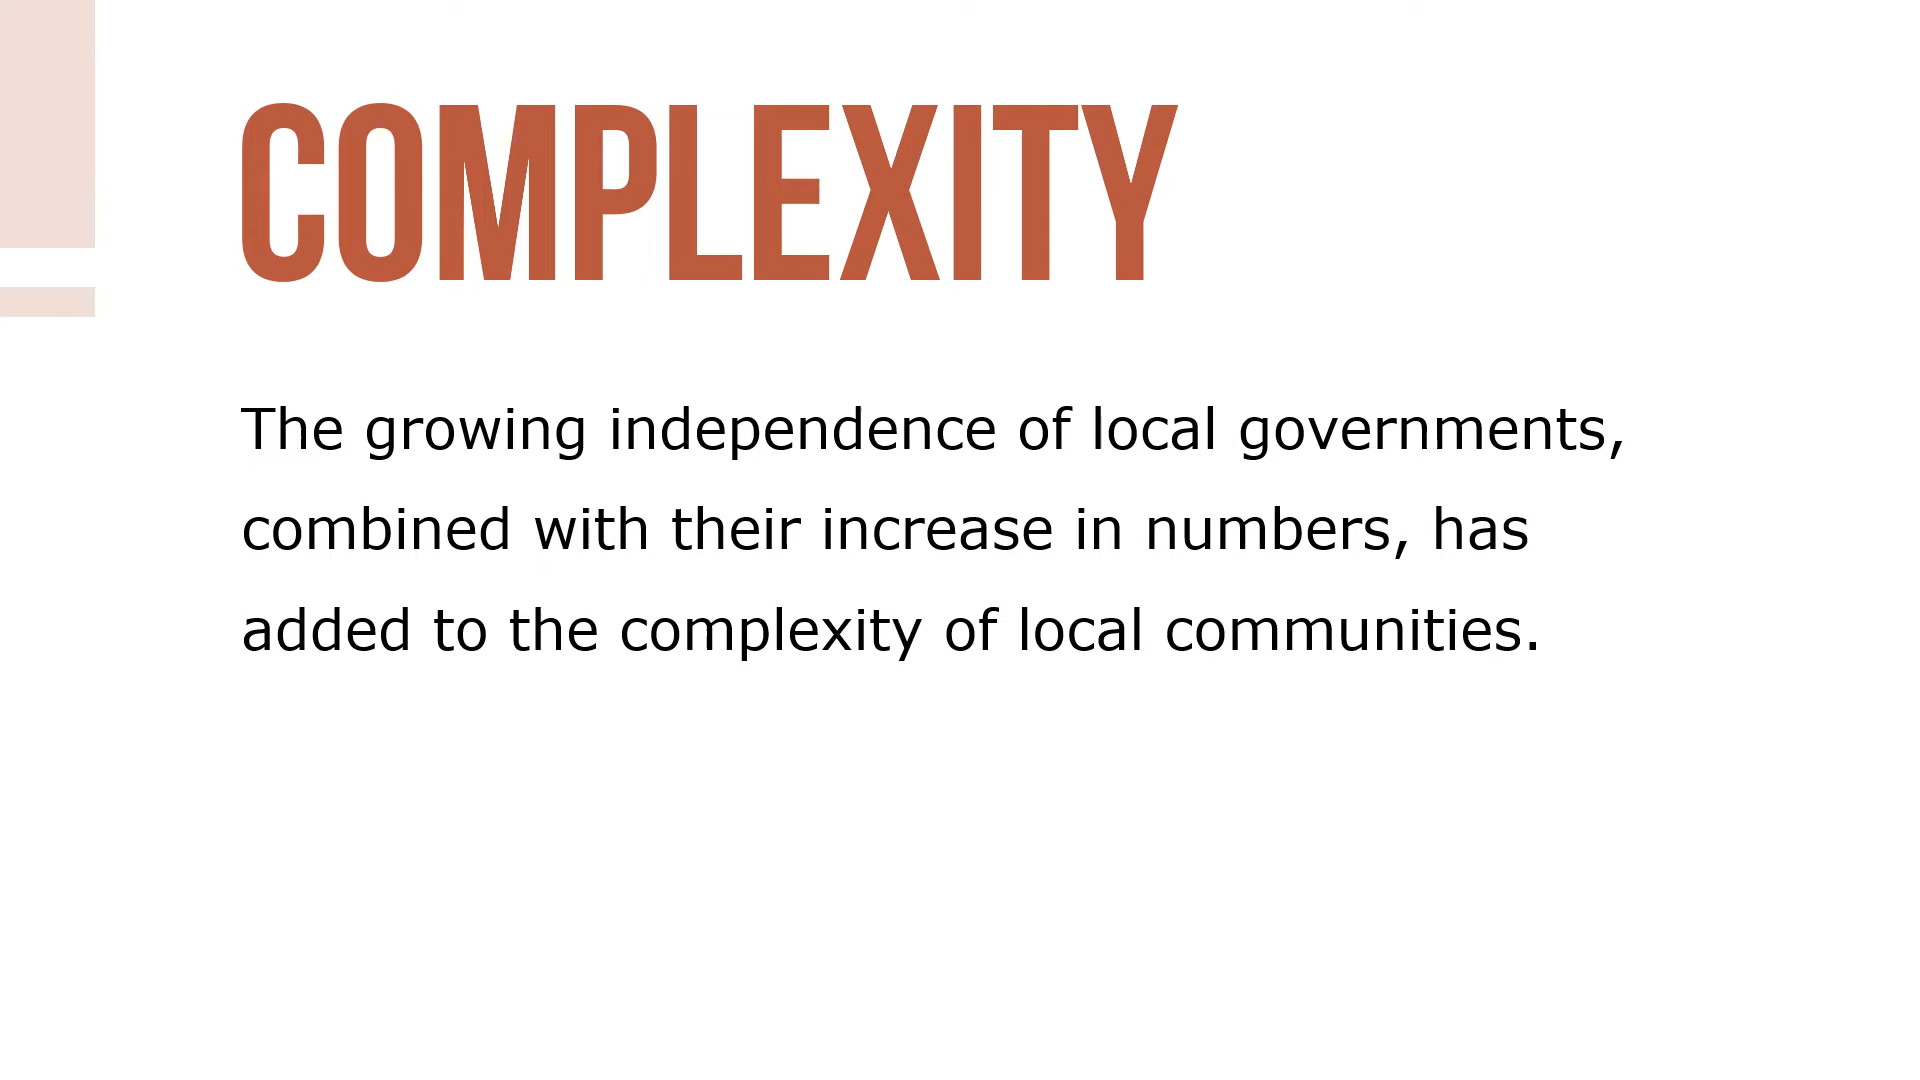 COMPLEXITY
The growing independence of local governments,
combined with their increase in numbers, has
added to the complexity of local communities.